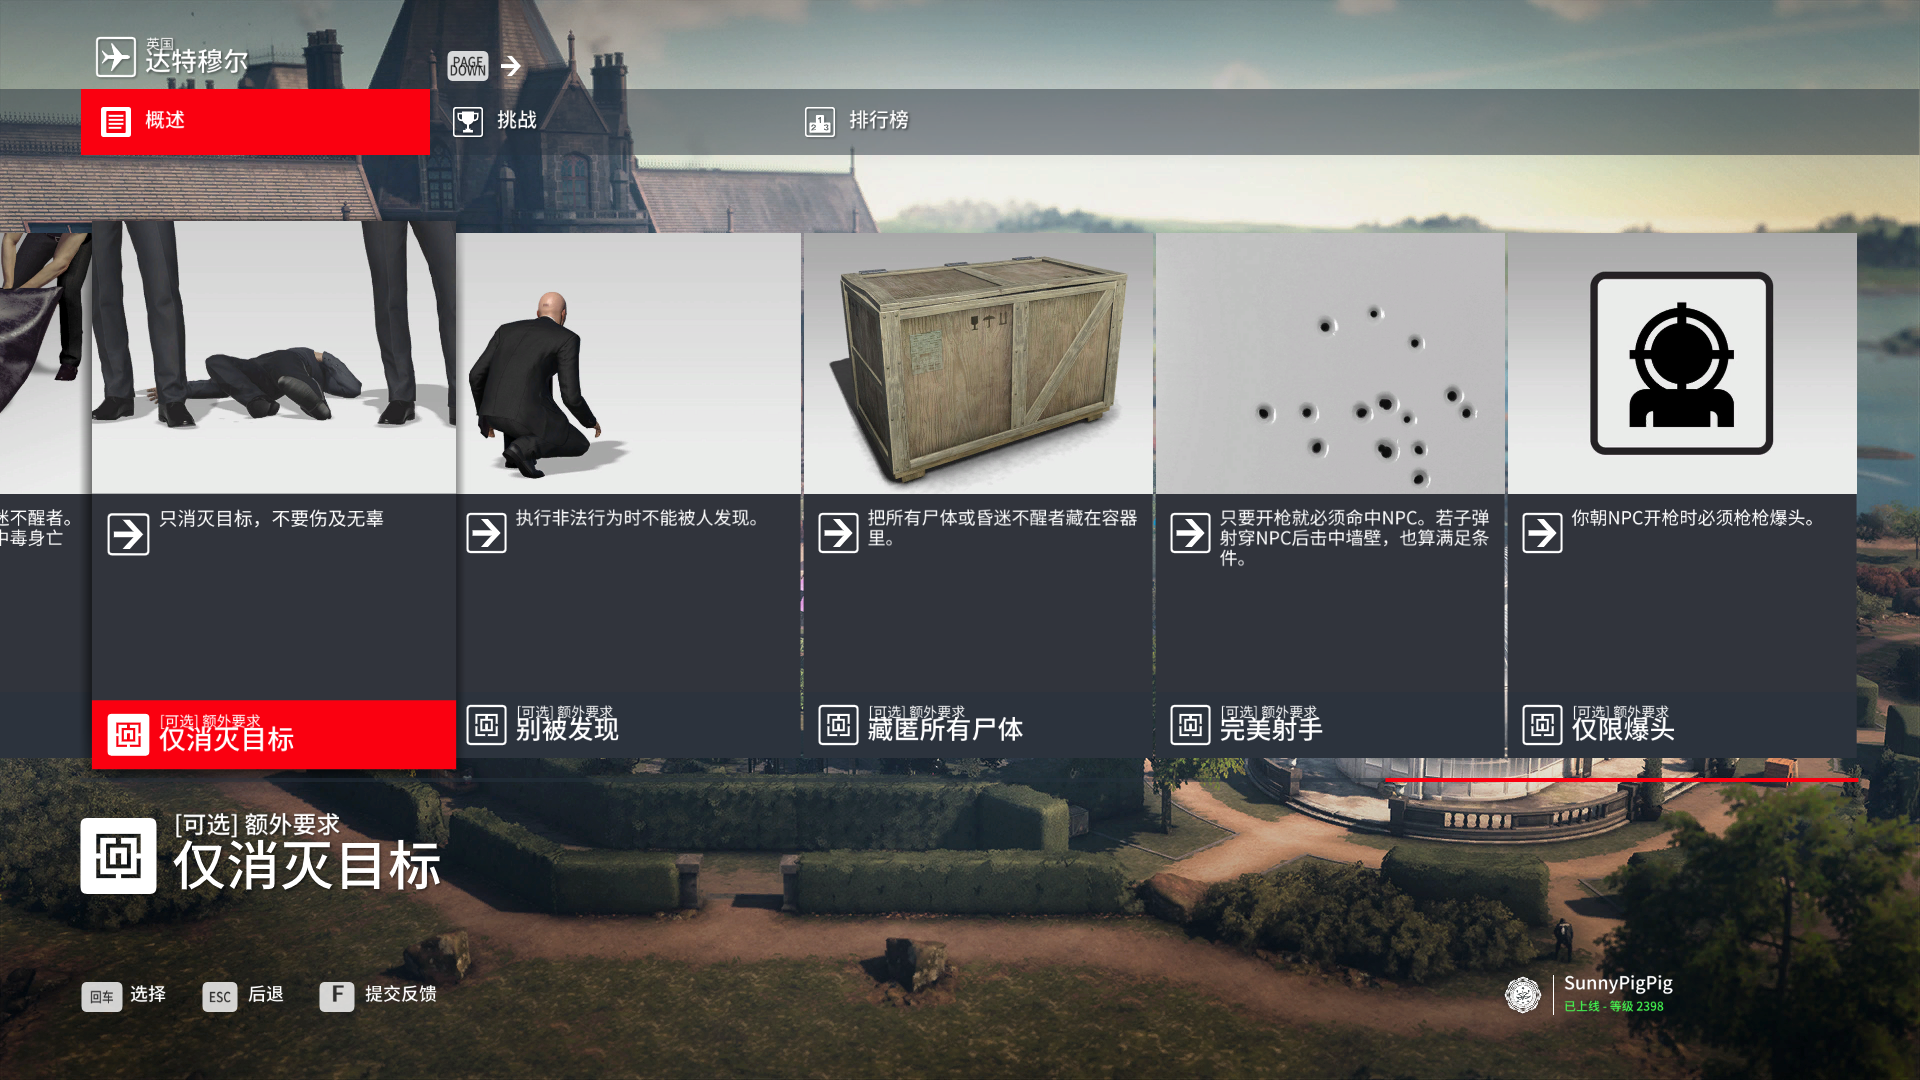 英国
达特穆尔
PAGE DOWN
概述
挑战
排行榜
迷不醒者。
中毒身亡
只消灭目标，不要伤及无辜
[可选] 额外要求
仅消灭目标
执行非法行为时不能被人发现。
[可选] 额外要求
别被发现
把所有尸体或昏迷不醒者藏在容器
里。
[可选] 额外要求
藏匿所有尸体
只要开枪就必须命中NPC。若子弹
射穿NPC后击中墙壁，也算满足条
件。
[可选] 额外要求
完美射手
你朝NPC开枪时必须枪枪爆头。
[可选] 额外要求
仅限爆头
[可选] 额外要求
仅消灭目标
回车 选择
ESC 后退
F 提交反馈
SunnyPigPig
已上线 - 等级 2398